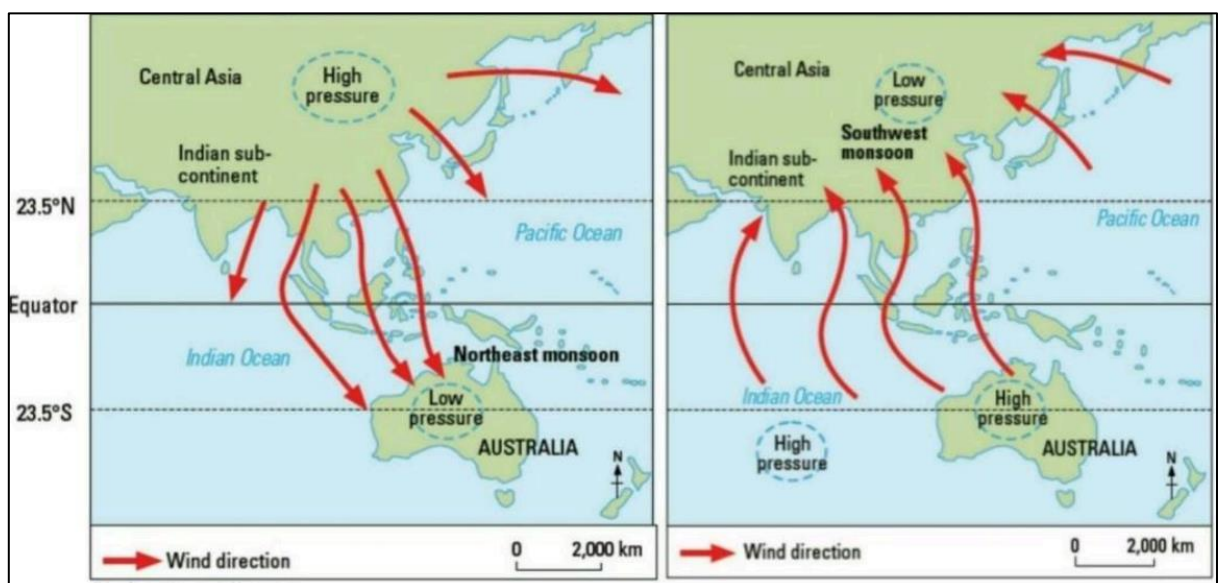 Central Asia
High
pressure
Indian sub-
continent
23.5°N
Pacific Ocean
Equator
Indian Ocean
Northeast monsoon
23.5°S
Low
pressure
AUSTRALIA
N
Wind direction
0 2,000 km
Central Asia
Low
pressure
Southwest
monsoon
Indian sub-
continent
Pacific Ocean
Indian Ocean
High
pressure
High
pressure
AUSTRALIA
N
Wind direction
0 2,000 km